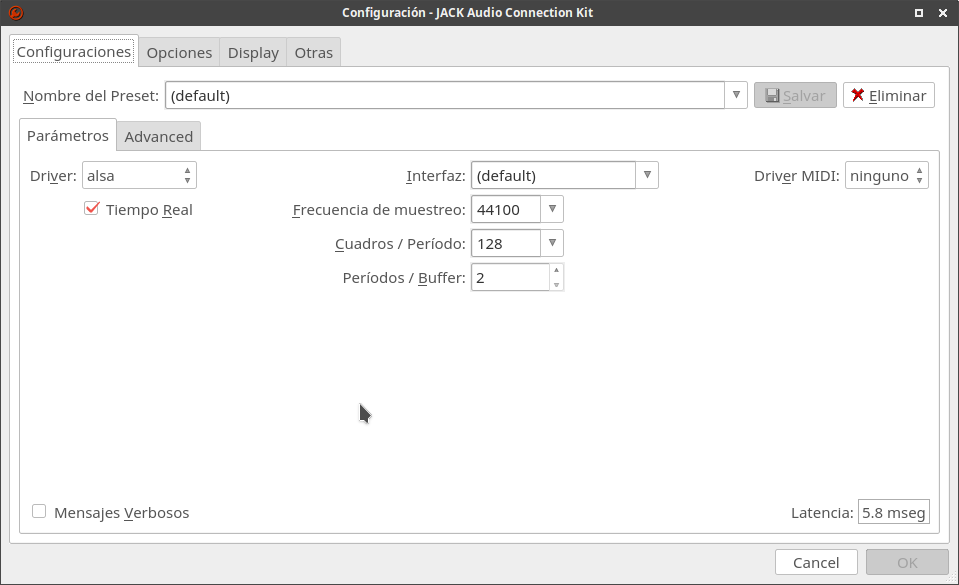 Configuración - JACK Audio Connection Kit
Configuraciones Opciones Display Otras
Nombre del Preset: (default) Salvar Eliminar
Parámetros Advanced
Driver: alsa Interfaz: (default) Driver MIDI: ninguno
Tiempo Real Frecuencia de muestreo: 44100
Cuadros / Período: 128
Períodos / Buffer: 2
Mensajes Verbosos Latencia: 5.8 mseg
Cancel OK